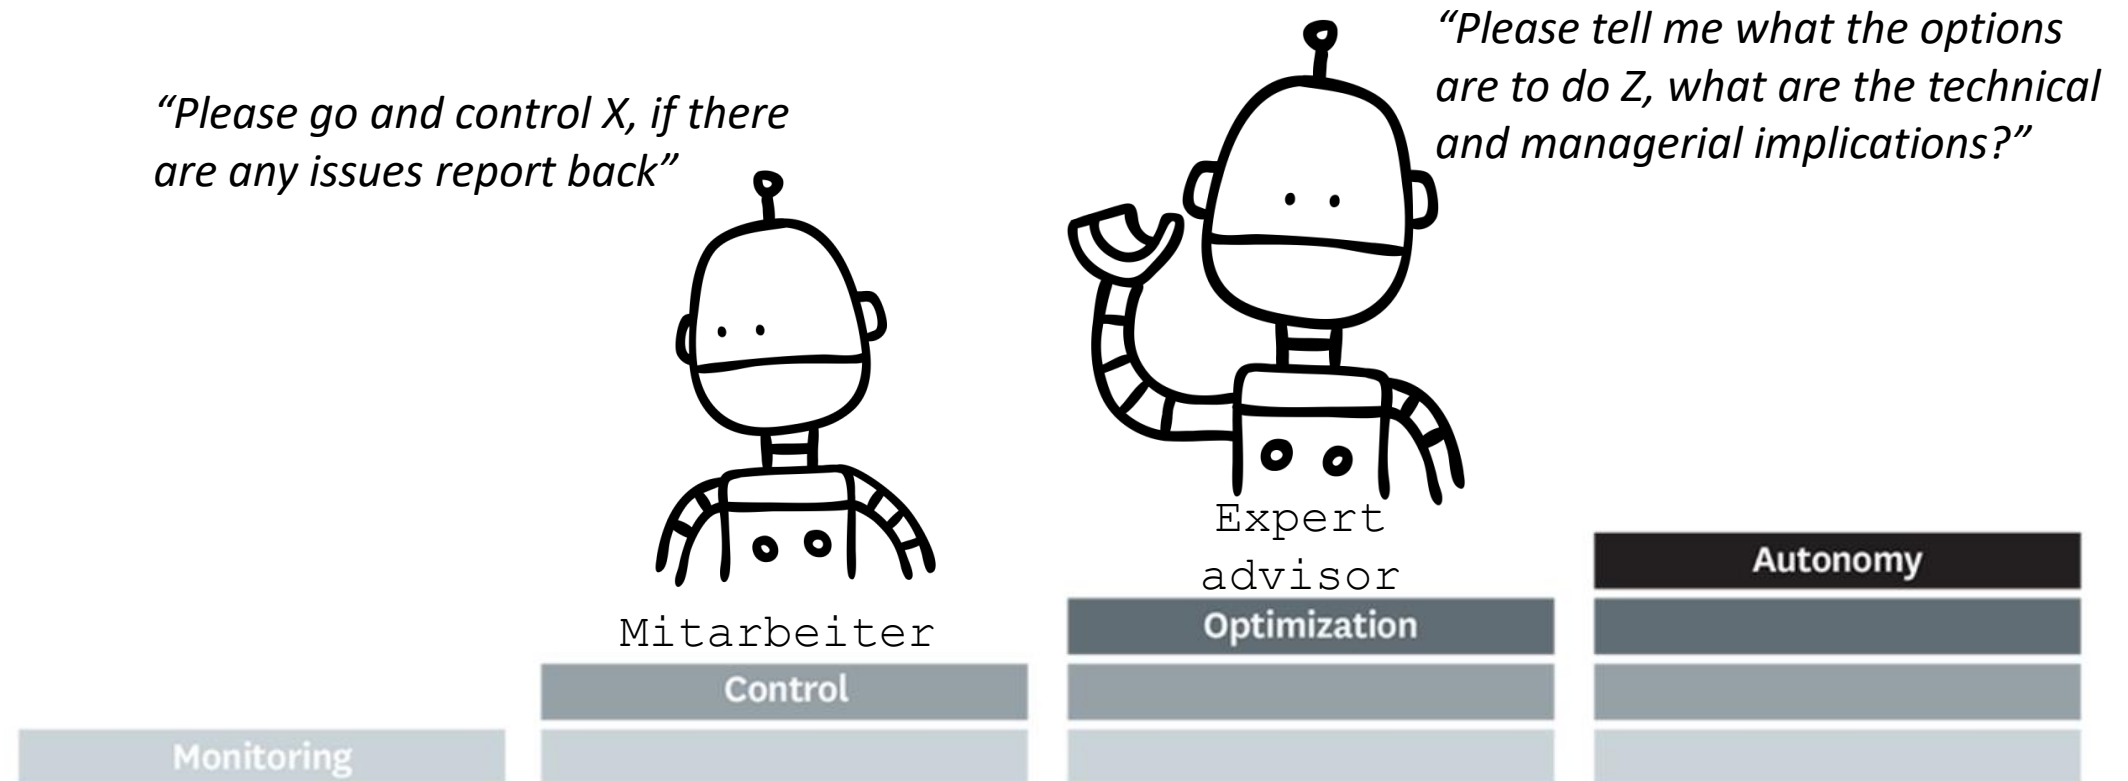 “Please go and control X, if there
are any issues report back”
“Please tell me what the options
are to do Z, what are the technical
and managerial implications?”
Mitarbeiter
Expert
advisor
Monitoring
Control
Optimization
Autonomy